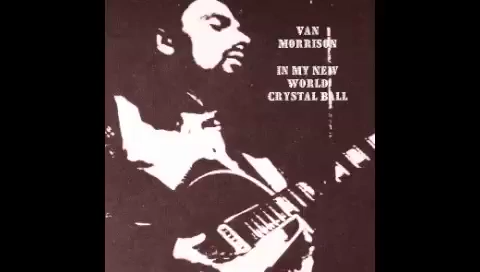 VAN
MORRISON
IN MY NEW
WORLD
CRYSTAL BALL